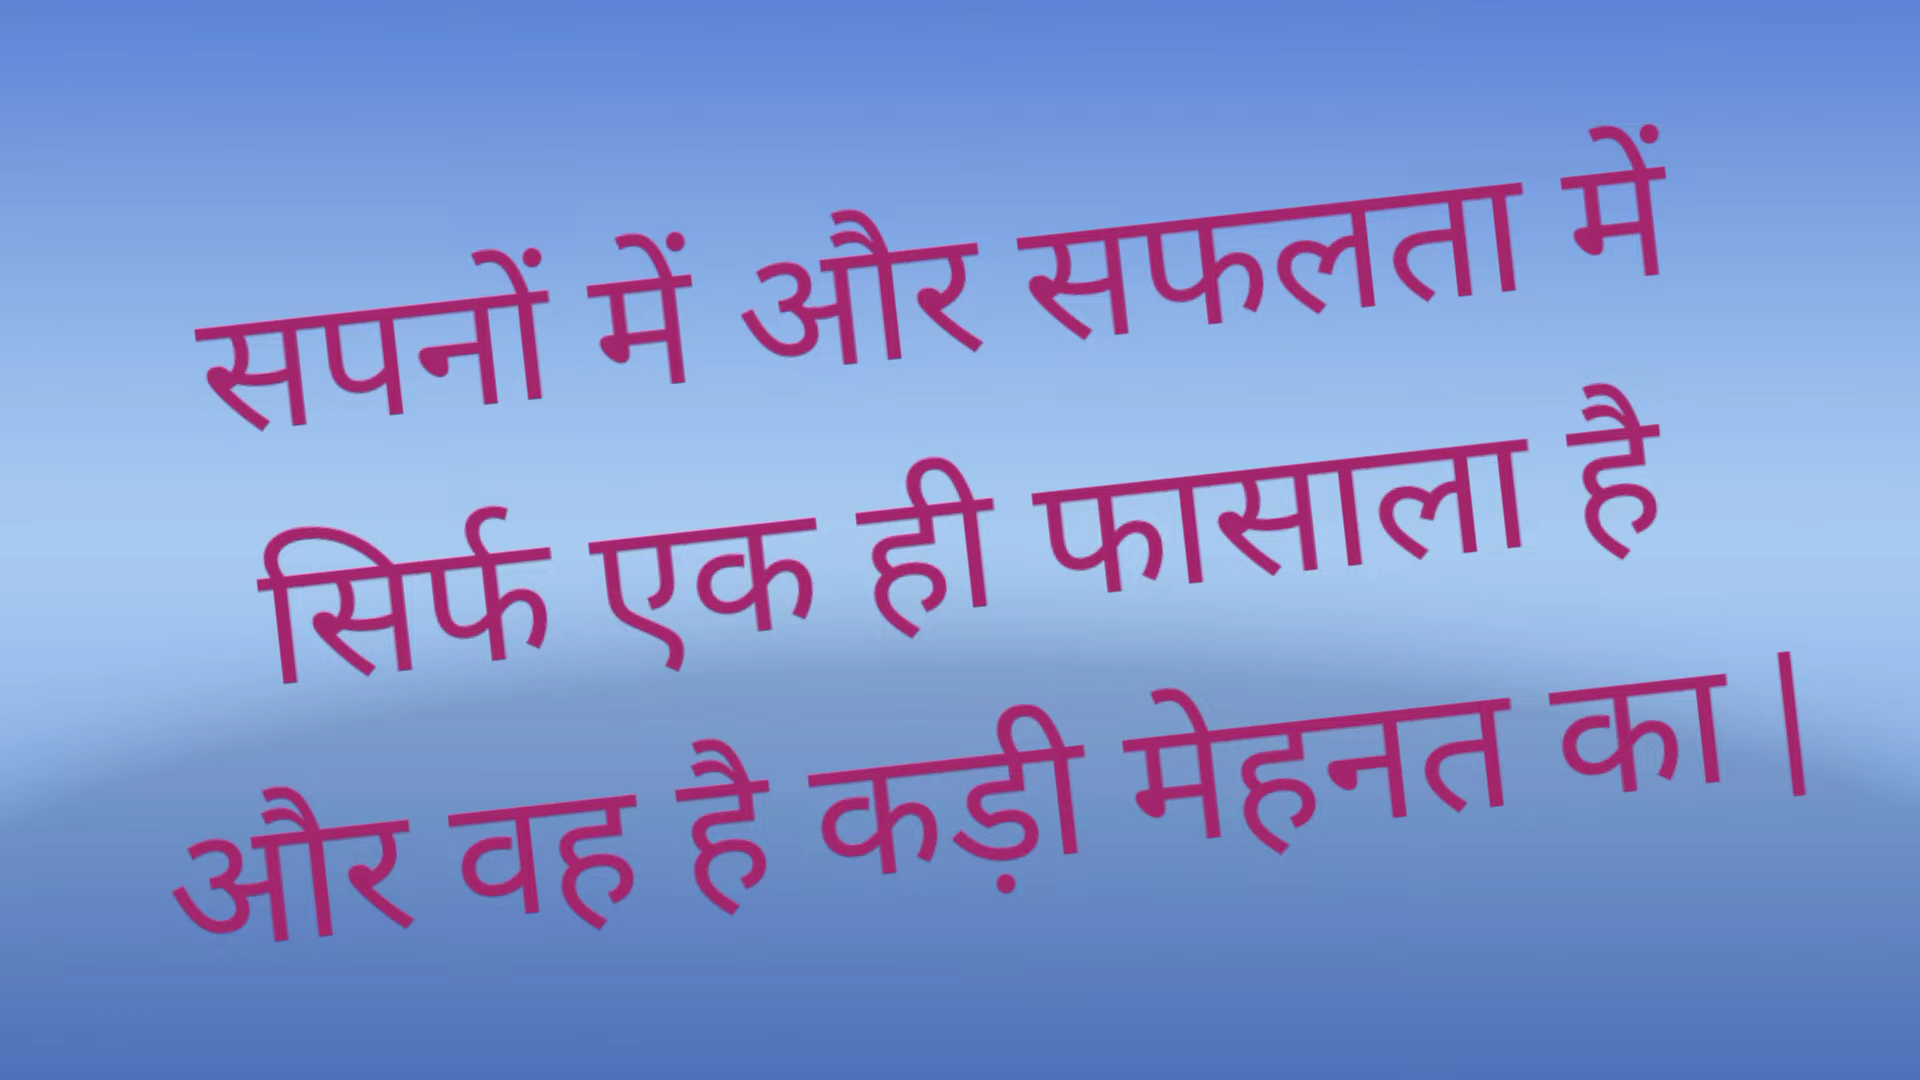 सपनों में और सफलता में
सिर्फ एक ही फासाला है
और वह है कड़ी मेहनत का |